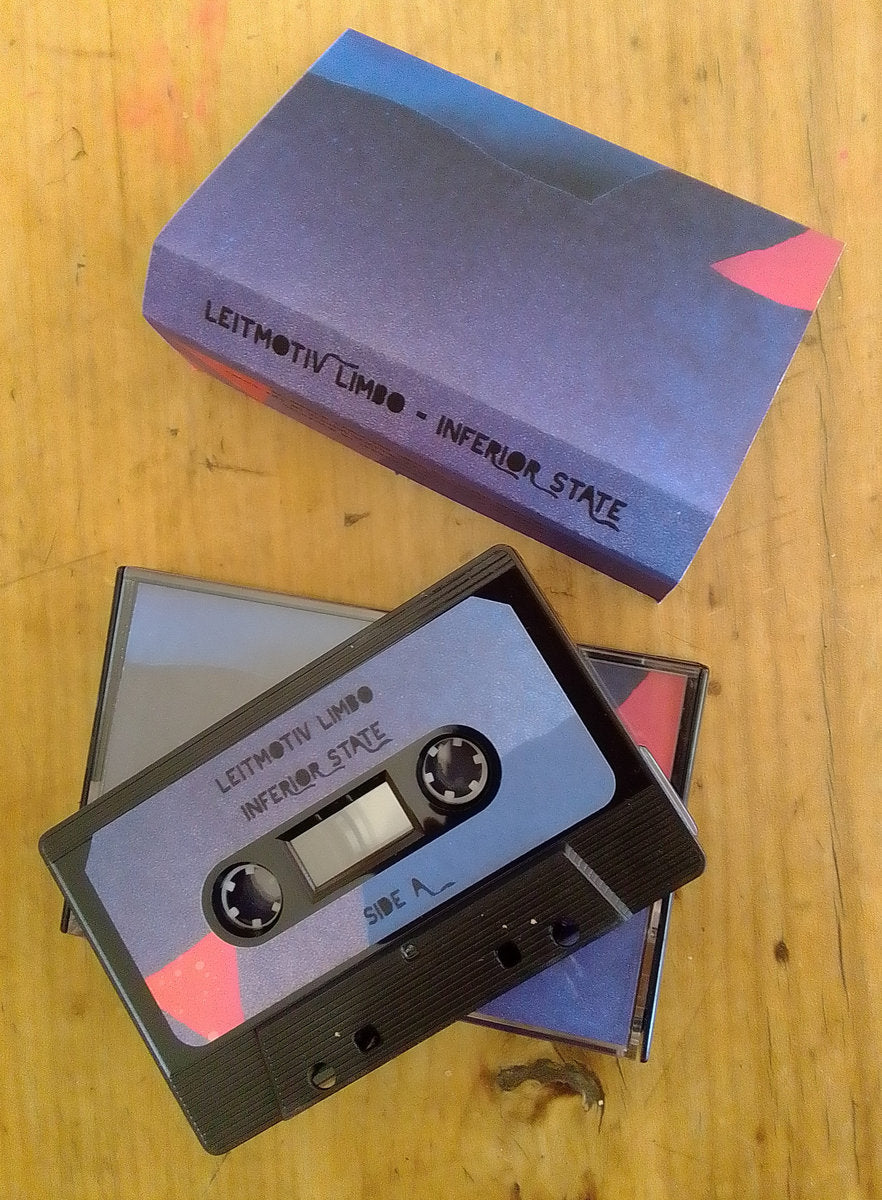 LEITMOTIV LIMBO - INFERIOR STATE
LEITMOTIV LIMBO
INFERIOR STATE
SIDE A